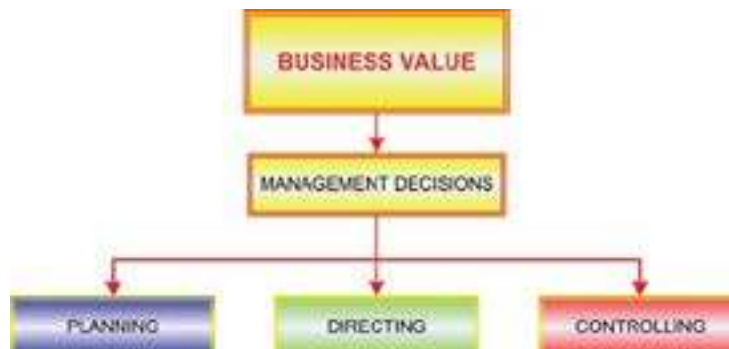 BUSINESS VALUE
MANAGEMENT DECISIONS
PLANNING
DIRECTING
CONTROLLING